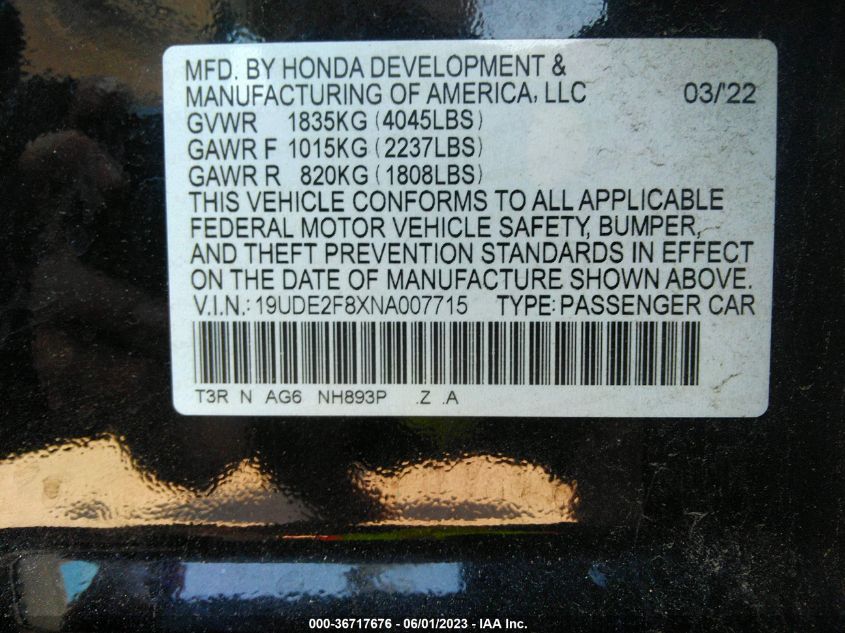 MFD. BY HONDA DEVELOPMENT &
MANUFACTURING OF AMERICA, LLC 03/'22
GVWR 1835KG (4045LBS)
GAWR F 1015KG (2237LBS)
GAWR R 820KG (1808LBS)
THIS VEHICLE CONFORMS TO ALL APPLICABLE
FEDERAL MOTOR VEHICLE SAFETY, BUMPER,
AND THEFT PREVENTION STANDARDS IN EFFECT
ON THE DATE OF MANUFACTURE SHOWN ABOVE.
V.I.N.: 19UDE2F8XNA007715 TYPE: PASSENGER CAR
T3R N AG6 NH893P .Z .A
000-36717676 - 06/01/2023 - IAA Inc.